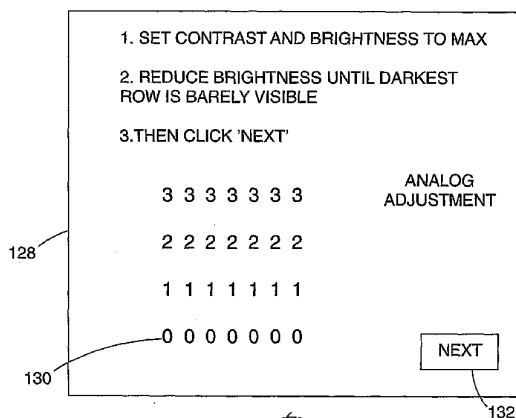 1. SET CONTRAST AND BRIGHTNESS TO MAX
2. REDUCE BRIGHTNESS UNTIL DARKEST
ROW IS BARELY VISIBLE
3.THEN CLICK 'NEXT'
ANALOG
ADJUSTMENT
3 3 3 3 3 3 3
2 2 2 2 2 2 2
128
1 1 1 1 1 1 1
0 0 0 0 0 0 0
130
NEXT
132